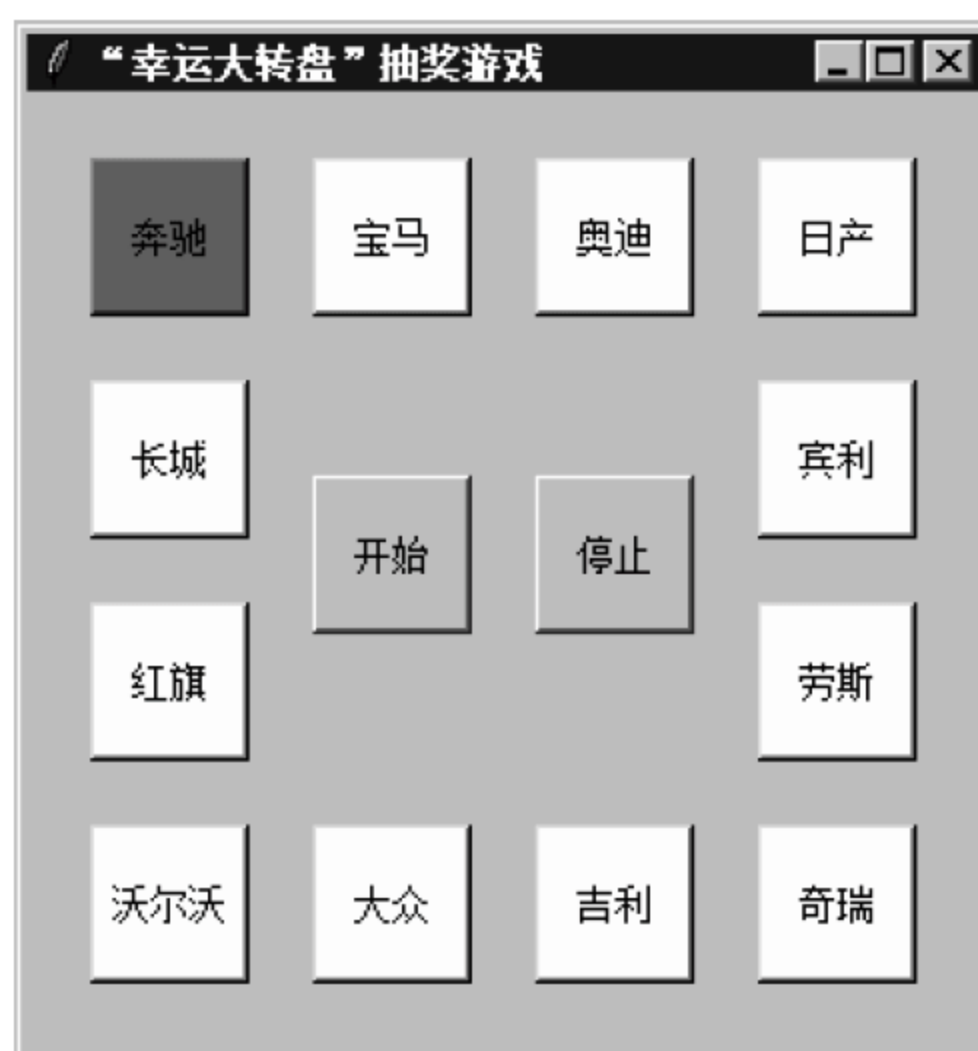 “幸运大转盘”抽奖游戏
奔驰 宝马 奥迪 日产
长城 宾利
开始 停止
红旗 劳斯
沃尔沃 大众 吉利 奇瑞